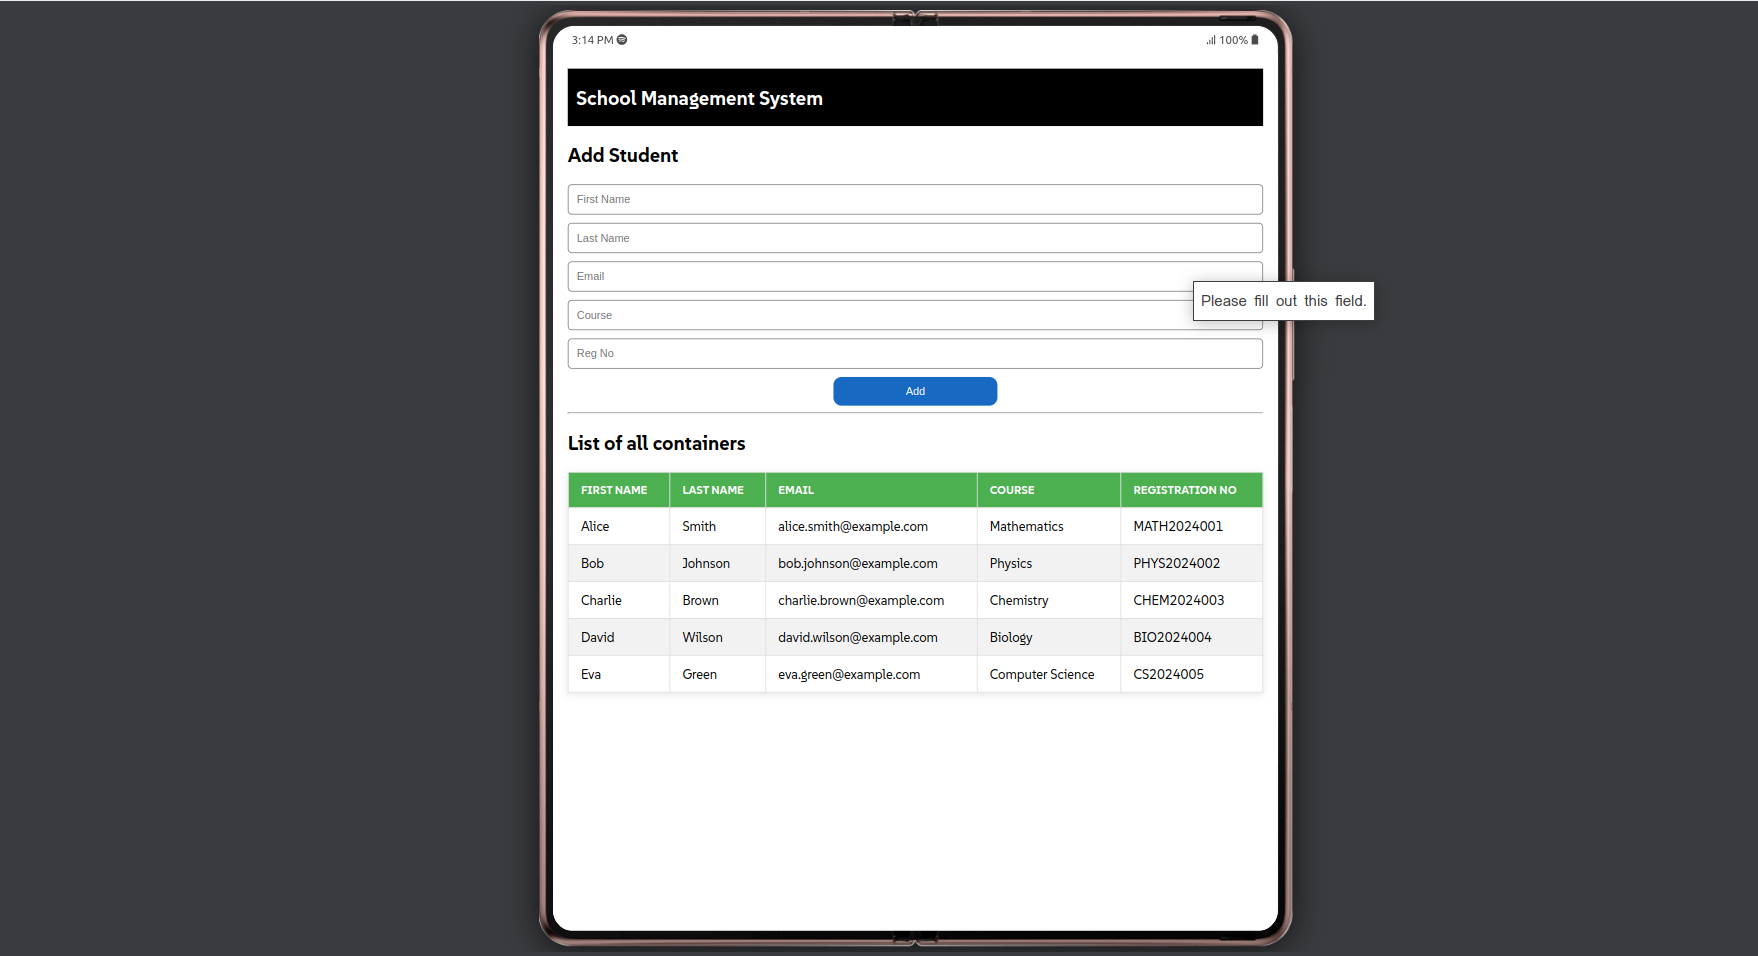 3:14 PM 100%
School Management System
Add Student
First Name
Last Name
Email
Please fill out this field.
Course
Reg No
Add
List of all containers
FIRST NAME LAST NAME EMAIL COURSE REGISTRATION NO
Alice Smith alice.smith@example.com Mathematics MATH2024001
Bob Johnson bob.johnson@example.com Physics PHYS2024002
Charlie Brown charlie.brown@example.com Chemistry CHEM2024003
David Wilson david.wilson@example.com Biology BIO2024004
Eva Green eva.green@example.com Computer Science CS2024005